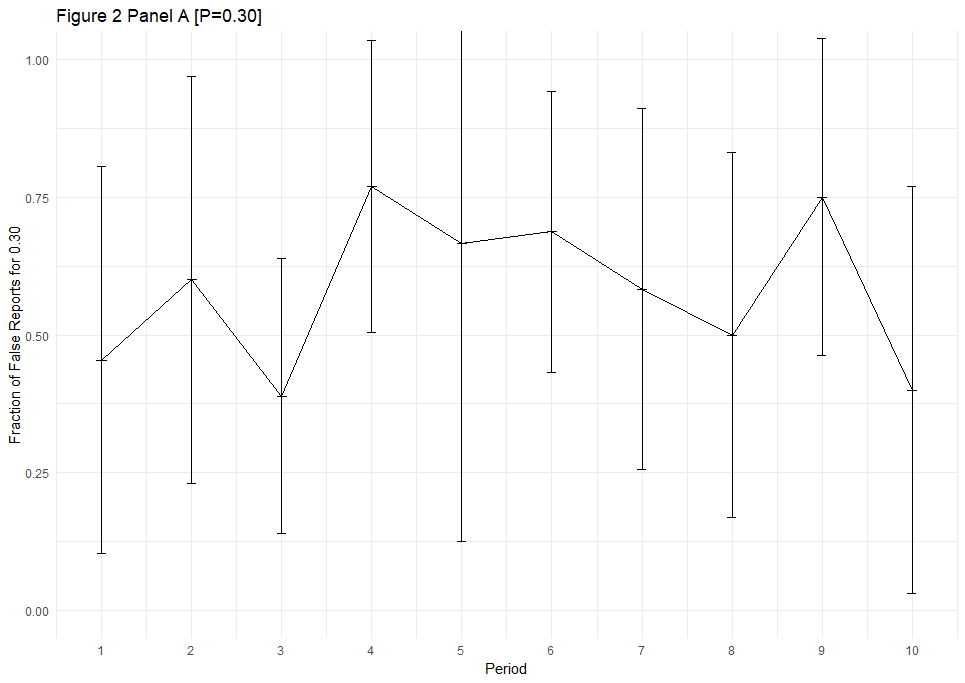 Figure 2 Panel A [P=0.30]
Fraction of False Reports for 0.30
1.00
0.75
0.50
0.25
0.00
1 2 3 4 5 6 7 8 9 10
Period